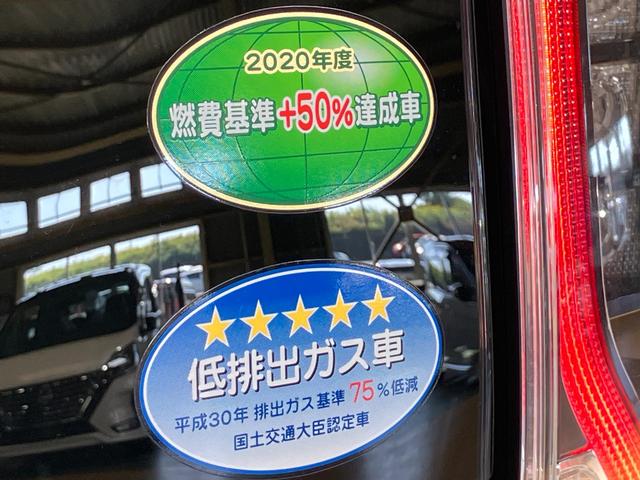 2020年度
燃費基準+50%達成車
低排出ガス車
平成30年 排出ガス基準 75%低減
国土交通大臣認定車